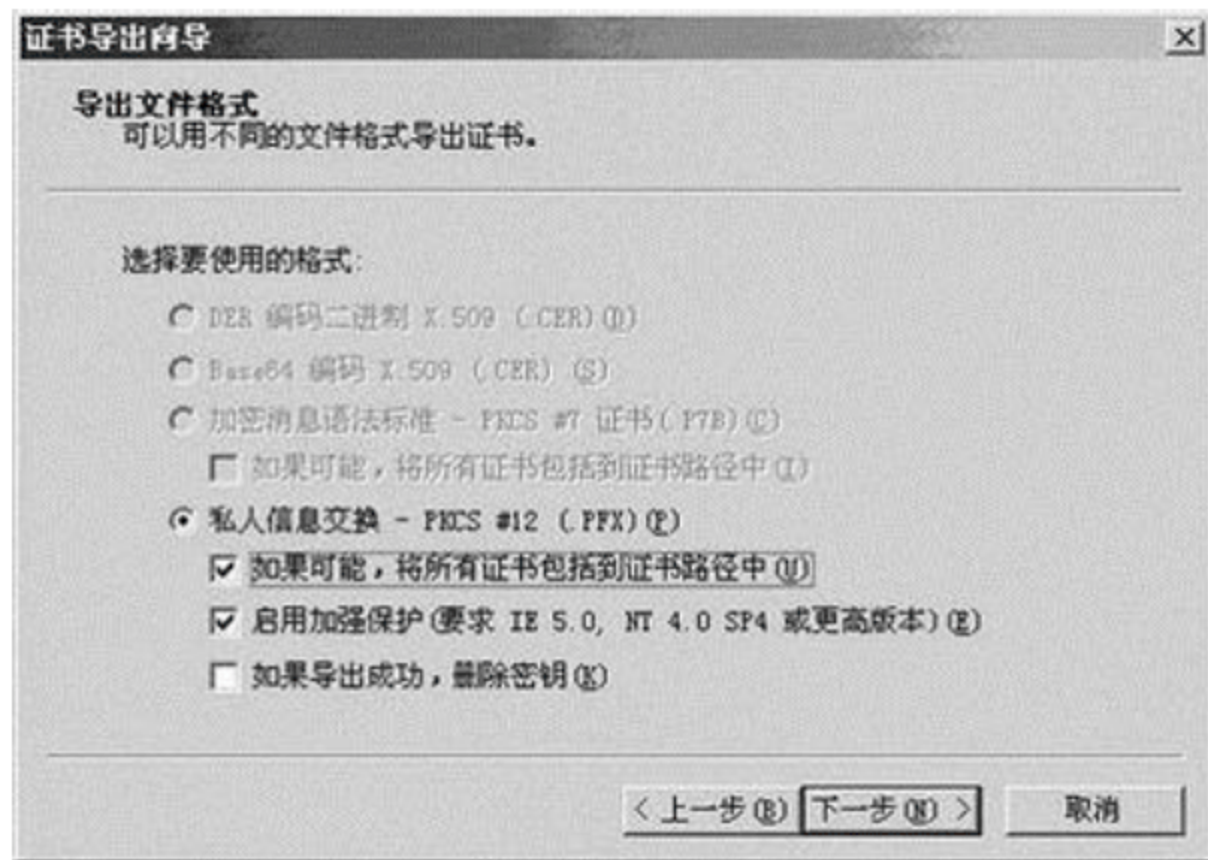 证书导出向导
导出文件格式
可以用不同的文件格式导出证书。
选择要使用的格式:
DER 编码二进制 X.509 (.CER)(D)
Base64 编码 X.509 (.CER) (S)
加密消息语法标准 - PKCS #7 证书(.P7B)(C)
如果可能，将所有证书包括到证书路径中(I)
私人信息交换 - PKCS #12 (.PFX)(P)
如果可能，将所有证书包括到证书路径中(U)
启用加强保护(要求 IE 5.0, NT 4.0 SP4 或更高版本)(E)
如果导出成功，删除密钥(K)
< 上一步(B) 下一步(N) > 取消